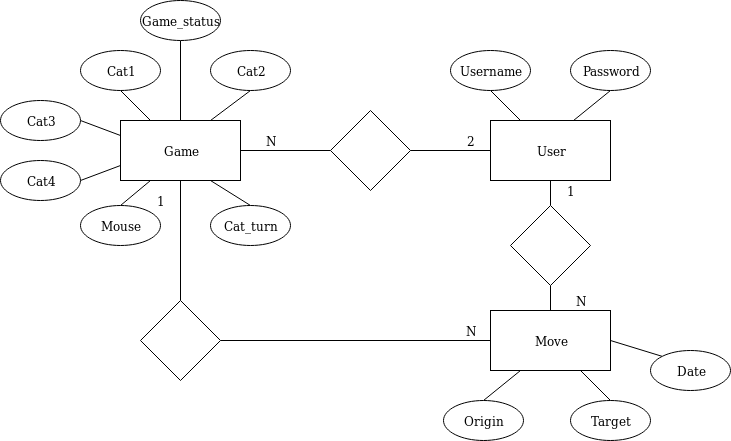 Game_status
Cat1
Cat2
Username
Password
Cat3
Game
N
2
User
Cat4
1
1
Mouse
Cat_turn
N
N
Move
Date
Origin
Target